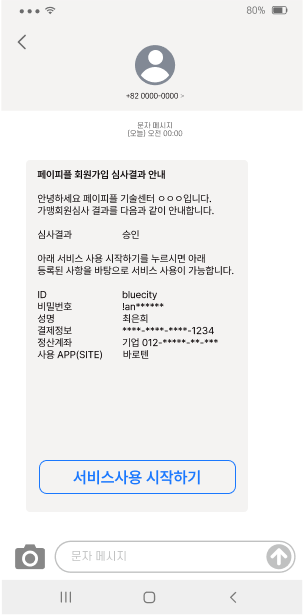 80%
+82 0000-0000 >
문자 메시지
[오늘] 오전 00:00
페이피플 회원가입 심사결과 안내
안녕하세요 페이피플 기술센터 ㅇㅇㅇ입니다.
가맹회원심사 결과를 다음과 같이 안내합니다.
심사결과 승인
아래 서비스 사용 시작하기를 누르시면 아래
등록된 사항을 바탕으로 서비스 사용이 가능합니다.
ID bluecity
비밀번호 !an******
성명 최은희
결제정보 ****-****-****-1234
정산계좌 기업 012-*****-**-***
사용 APP(SITE) 바로텐
서비스사용 시작하기
문자 메시지